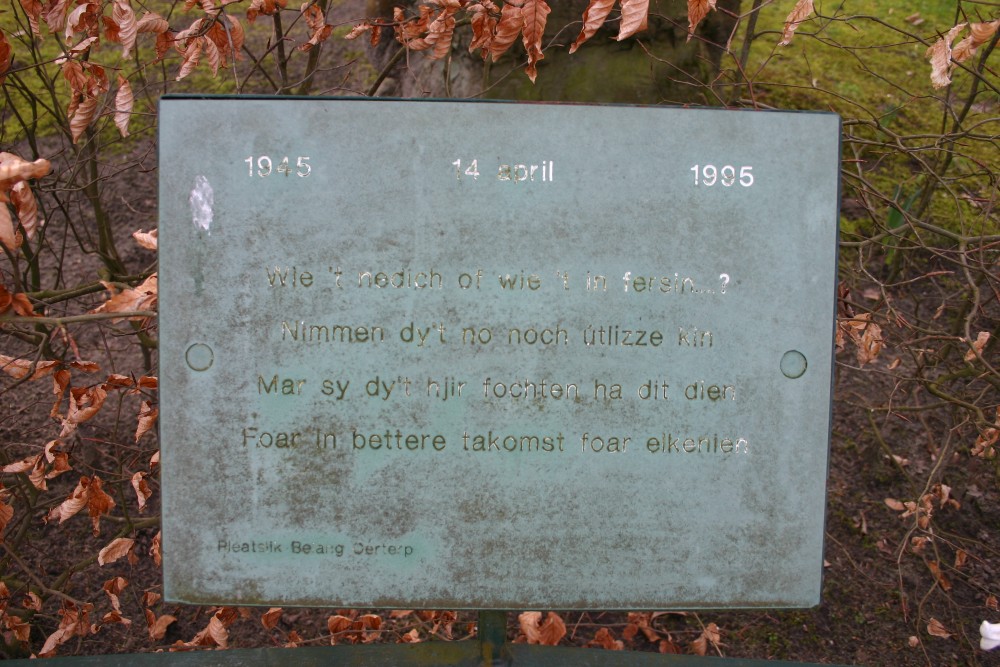 1945 14 april 1995
Wie 't nedich of wie 't in fersin....?
Nimmen dy't no noch útlizze kin
Mar sy dy't hjir fochten ha dit dien
Foar in bettere takomst foar elkenien
Pleatslik Belang Oerterp